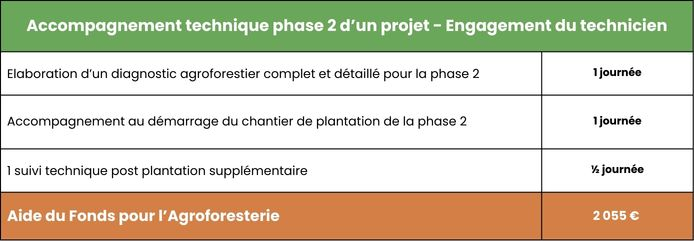 Accompagnement technique phase 2 d’un projet - Engagement du technicien
Elaboration d’un diagnostic agroforestier complet et détaillé pour la phase 2
1 journée
Accompagnement au démarrage du chantier de plantation de la phase 2
1 journée
1 suivi technique post plantation supplémentaire
½ journée
Aide du Fonds pour l’Agroforesterie
2 055 €